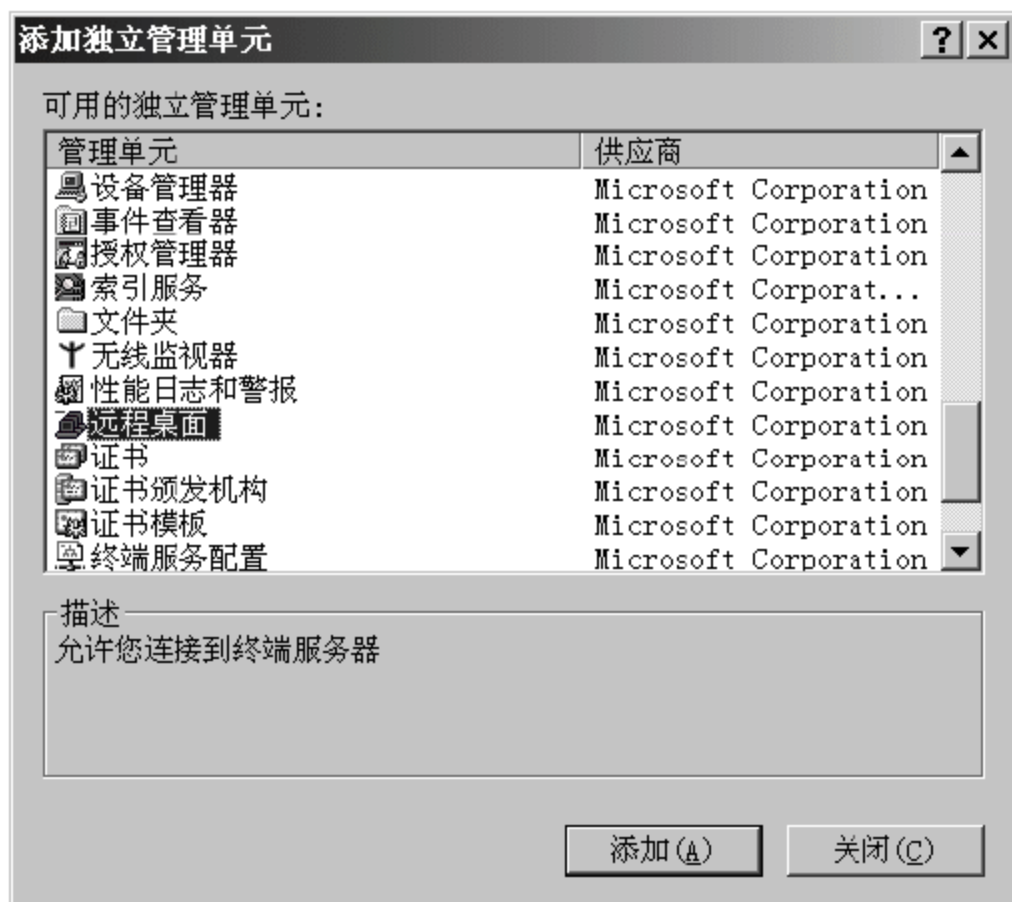 添加独立管理单元
可用的独立管理单元:
管理单元 供应商
设备管理器 Microsoft Corporation
事件查看器 Microsoft Corporation
授权管理器 Microsoft Corporation
索引服务 Microsoft Corporat...
文件夹 Microsoft Corporation
无线监视器 Microsoft Corporation
性能日志和警报 Microsoft Corporation
远程桌面 Microsoft Corporation
证书 Microsoft Corporation
证书颁发机构 Microsoft Corporation
证书模板 Microsoft Corporation
终端服务配置 Microsoft Corporation
描述
允许您连接到终端服务器
添加(A) 关闭(C)